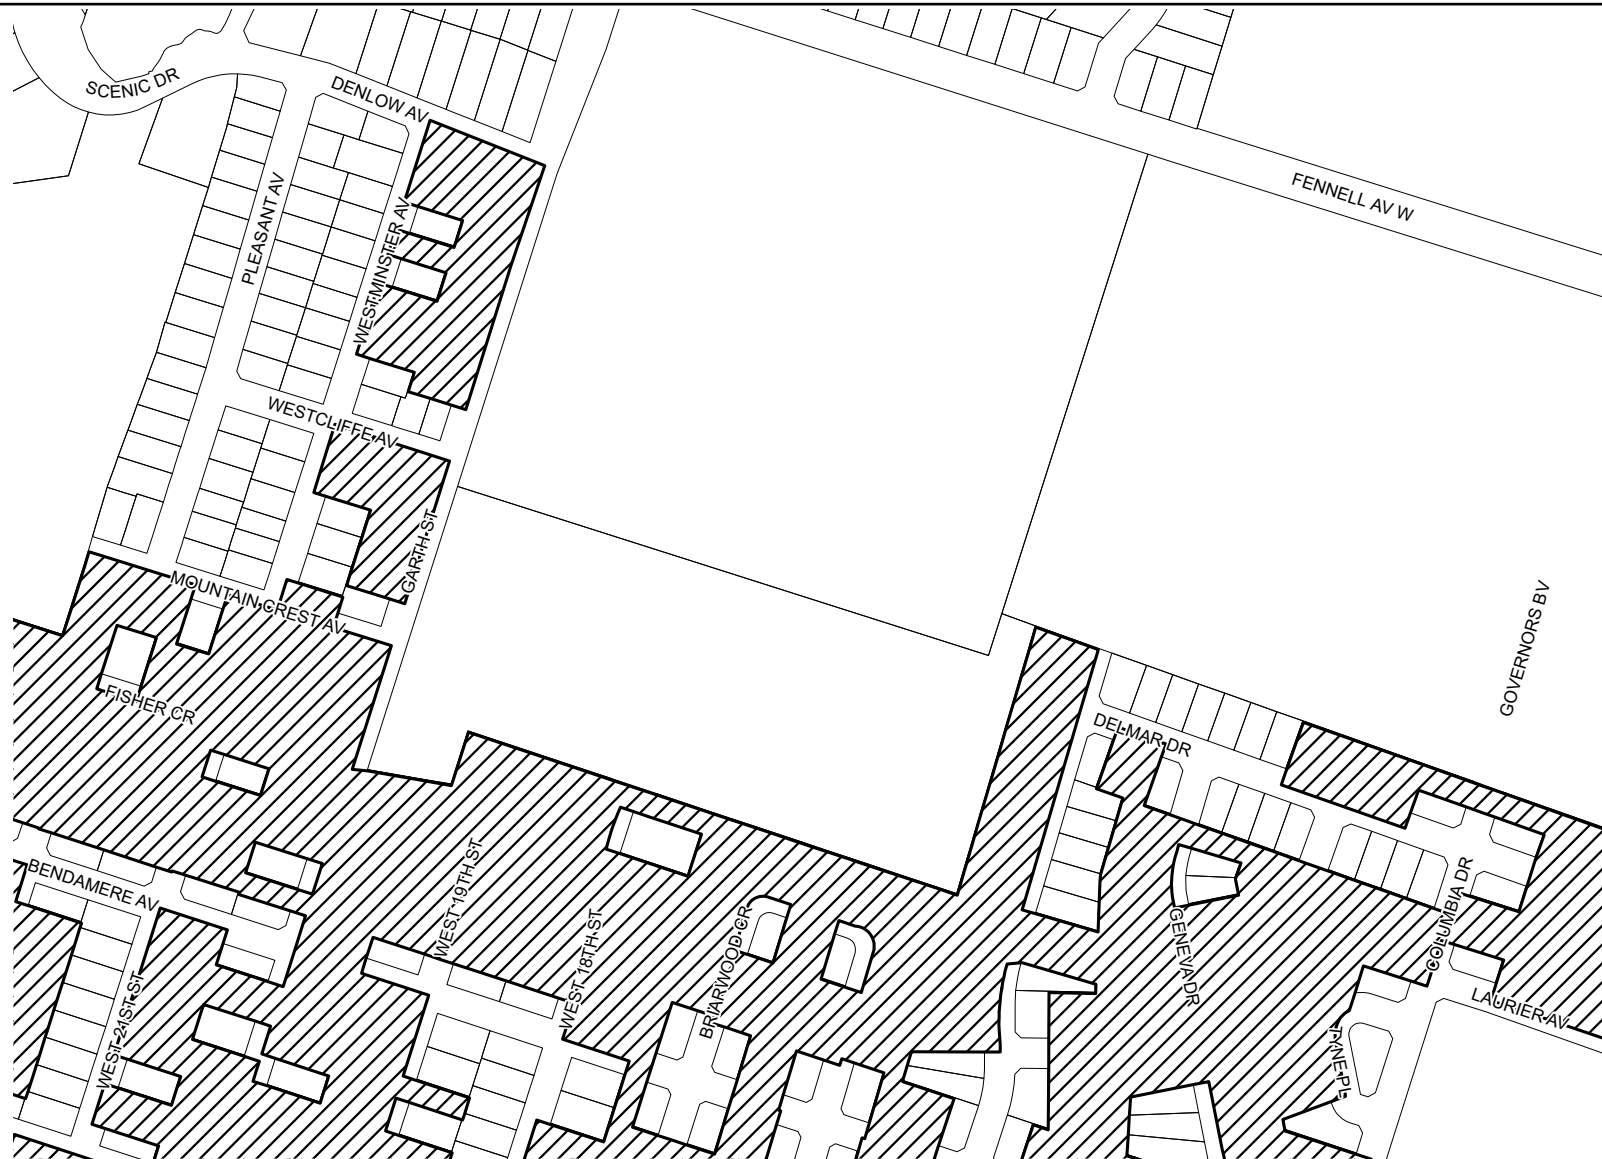 SCENIC DR
DENLOW AV
FENNELL AV W
PLEASANT AV
WESTMINSTER AV
WESTCLIFFE AV
GARTH ST
MOUNTAIN CREST AV
GOVERNORS BV
FISHER CR
DELMAR DR
BENDAMERE AV
WEST 19TH ST
WEST 18TH ST
BRIARWOOD CR
GENEVA DR
COLUMBIA DR
LAURIER AV
WEST 21ST ST
TYNE PL